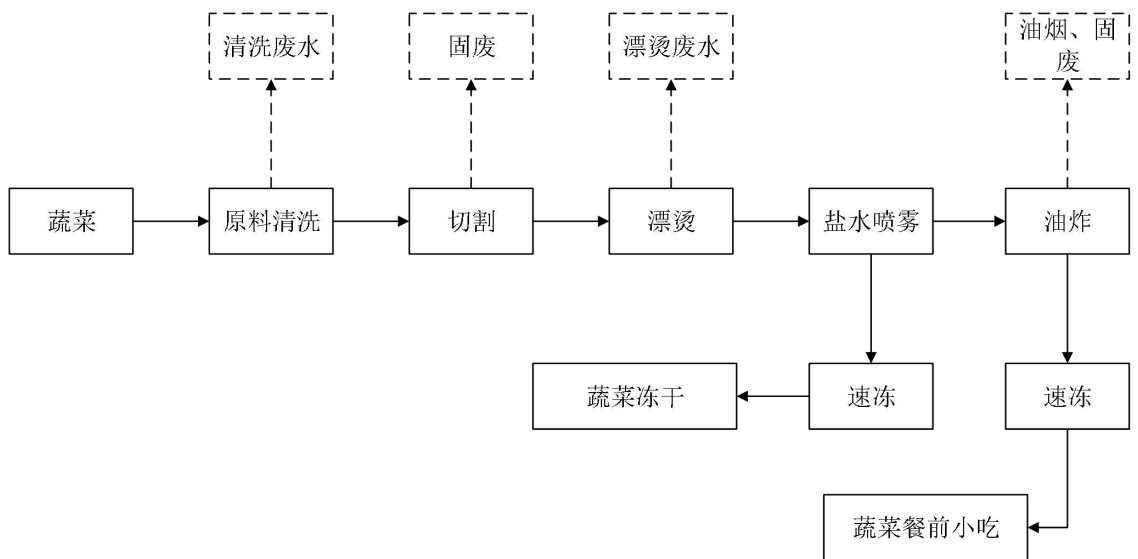 清洗废水
固废
漂烫废水
油烟、固
废
蔬菜
原料清洗
切割
漂烫
盐水喷雾
油炸
蔬菜冻干
速冻
速冻
蔬菜餐前小吃